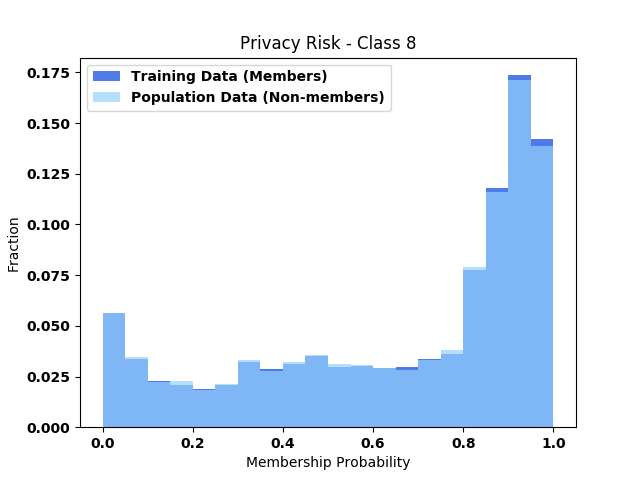 Privacy Risk - Class 8
Training Data (Members)
Population Data (Non-members)
Fraction
0.175
0.150
0.125
0.100
0.075
0.050
0.025
0.000
0.0 0.2 0.4 0.6 0.8 1.0
Membership Probability